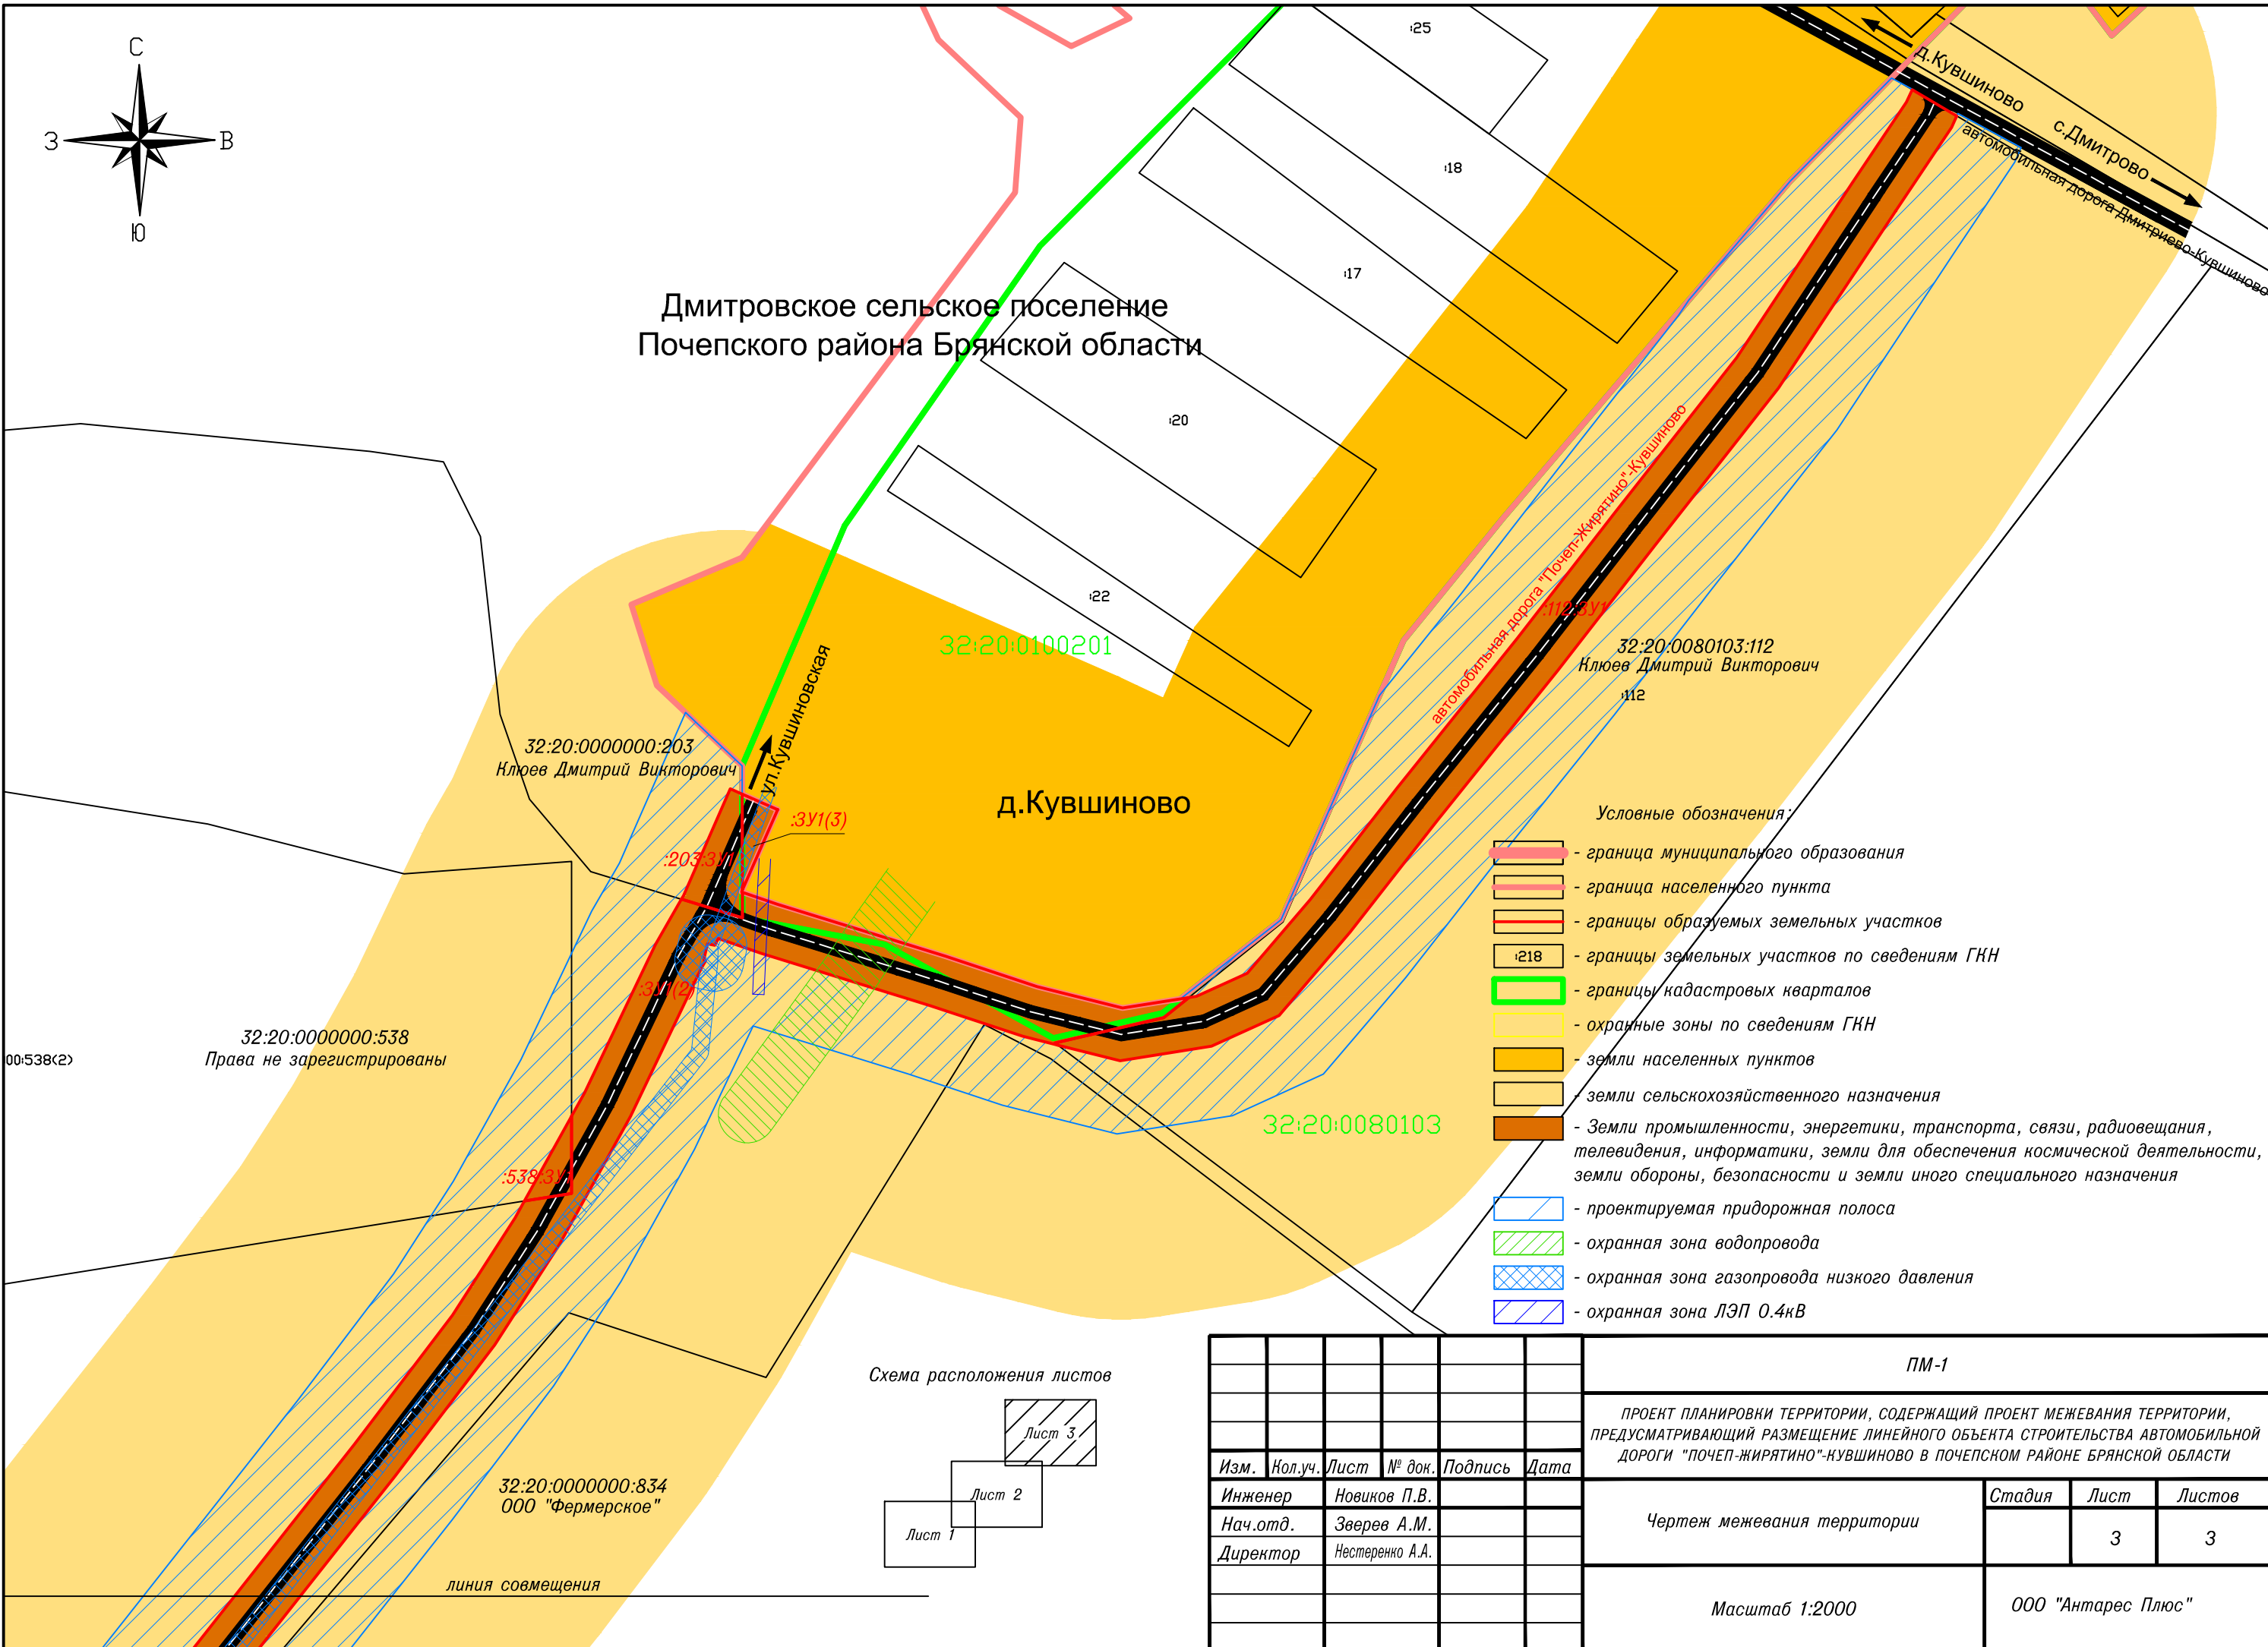 С
З
В
Ю
:25
:18
:17
:20
:22
д.Кувшиново
с.Дмитрово
автомобильная дорога Дмитриево-Кувшиново
Дмитровское сельское поселение
Почепского района Брянской области
автомобильная дорога "Почеп-Жирятино"-Кувшиново
:112:ЗУ1
32:20:0080103:112
Клюев Дмитрий Викторович
:112
32:20:0100201
ул.Кувшиновская
32:20:0000000:203
Клюев Дмитрий Викторович
д.Кувшиново
:ЗУ1(3)
:203:ЗУ1
:ЗУ1(2)
32:20:0000000:538
Права не зарегистрированы
00:538(2)
:538:ЗУ1
32:20:0080103
32:20:0000000:834
ООО "Фермерское"
линия совмещения
Условные обозначения:
- граница муниципального образования
- граница населенного пункта
- границы образуемых земельных участков
:218
- границы земельных участков по сведениям ГКН
- границы кадастровых кварталов
- охранные зоны по сведениям ГКН
- земли населенных пунктов
- земли сельскохозяйственного назначения
- Земли промышленности, энергетики, транспорта, связи, радиовещания,
телевидения, информатики, земли для обеспечения космической деятельности,
земли обороны, безопасности и земли иного специального назначения
- проектируемая придорожная полоса
- охранная зона водопровода
- охранная зона газопровода низкого давления
- охранная зона ЛЭП 0.4кВ
Схема расположения листов
Лист 3
Лист 2
Лист 1
ПМ-1
ПРОЕКТ ПЛАНИРОВКИ ТЕРРИТОРИИ, СОДЕРЖАЩИЙ ПРОЕКТ МЕЖЕВАНИЯ ТЕРРИТОРИИ,
ПРЕДУСМАТРИВАЮЩИЙ РАЗМЕЩЕНИЕ ЛИНЕЙНОГО ОБЪЕКТА СТРОИТЕЛЬСТВА АВТОМОБИЛЬНОЙ
ДОРОГИ "ПОЧЕП-ЖИРЯТИНО"-КУВШИНОВО В ПОЧЕПСКОМ РАЙОНЕ БРЯНСКОЙ ОБЛАСТИ
Изм. Кол.уч. Лист № док. Подпись Дата
Инженер Новиков П.В.
Нач.отд. Зверев А.М.
Директор Нестеренко А.А.
Чертеж межевания территории
Стадия Лист Листов
3 3
Масштаб 1:2000
ООО "Антарес Плюс"